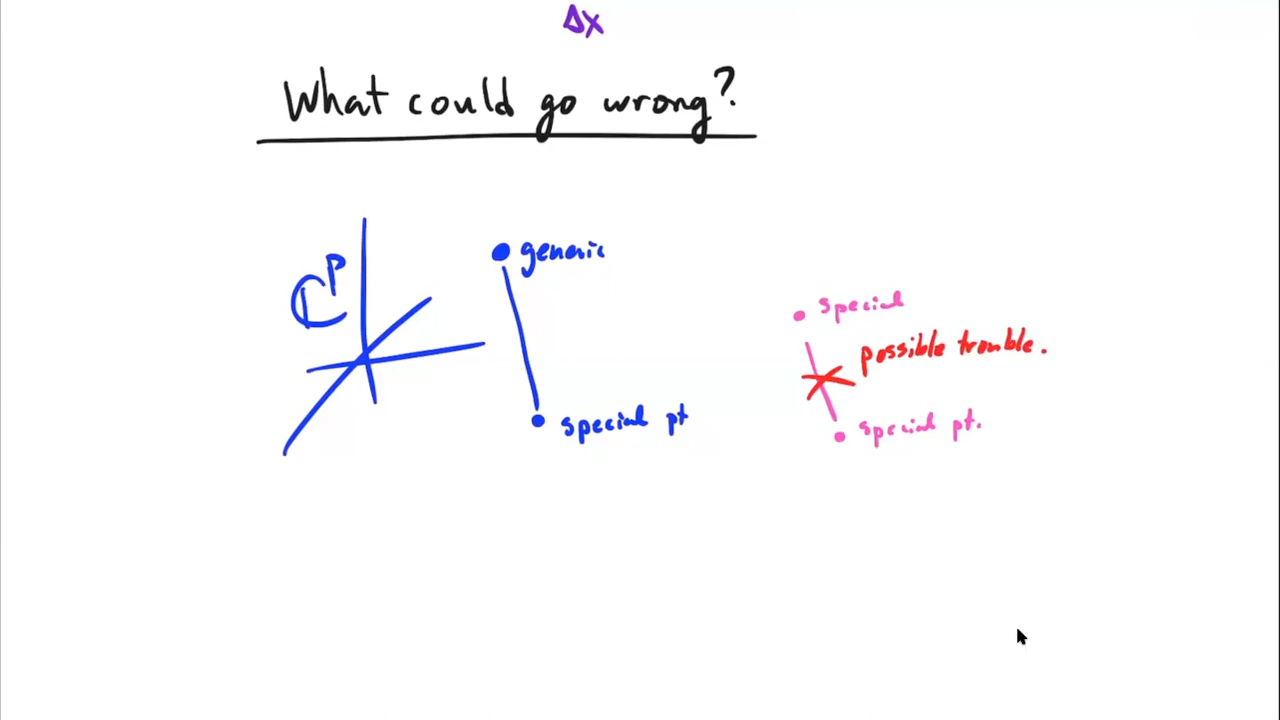 Δx
What could go wrong?
ℂᴾ
generic
special pt
special
possible trouble.
special pt.